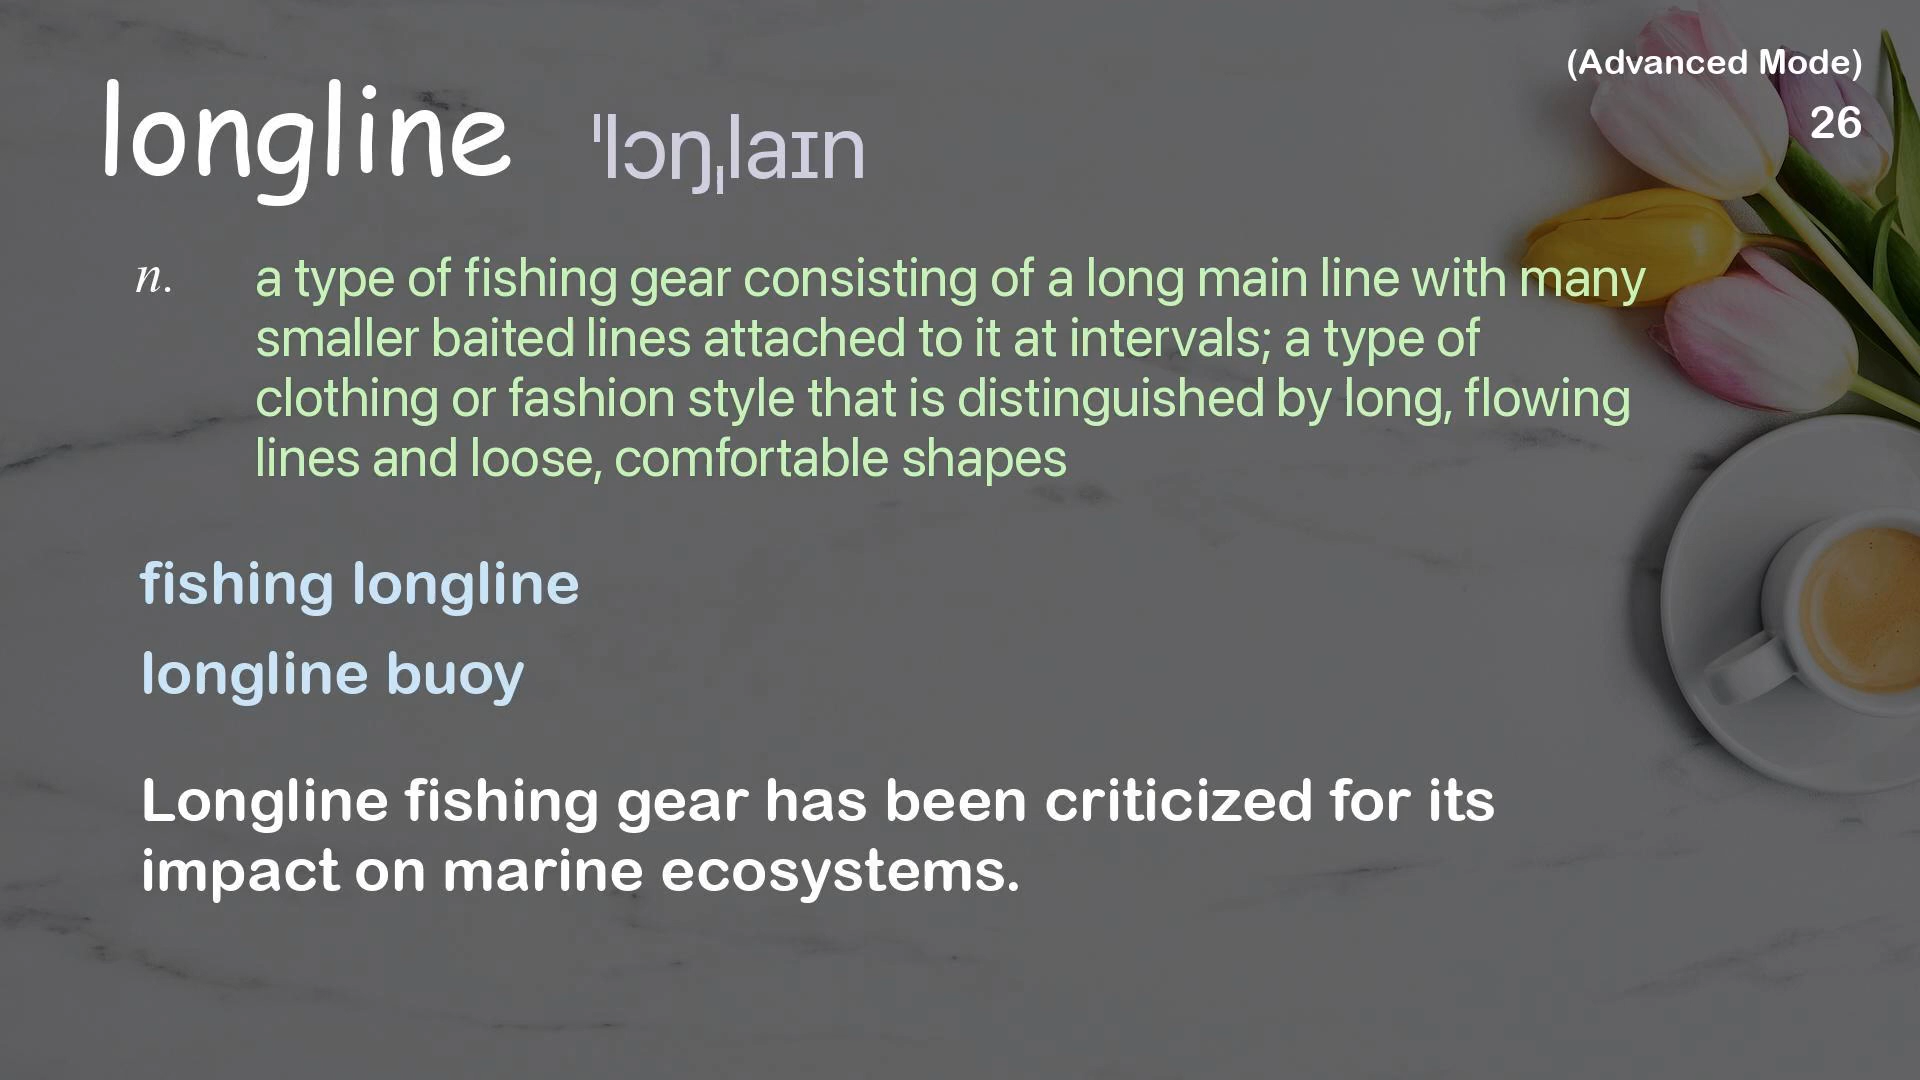 (Advanced Mode)
26
longline ˈlɔŋˌlaɪn
n. a type of fishing gear consisting of a long main line with many
smaller baited lines attached to it at intervals; a type of
clothing or fashion style that is distinguished by long, flowing
lines and loose, comfortable shapes
fishing longline
longline buoy
Longline fishing gear has been criticized for its
impact on marine ecosystems.